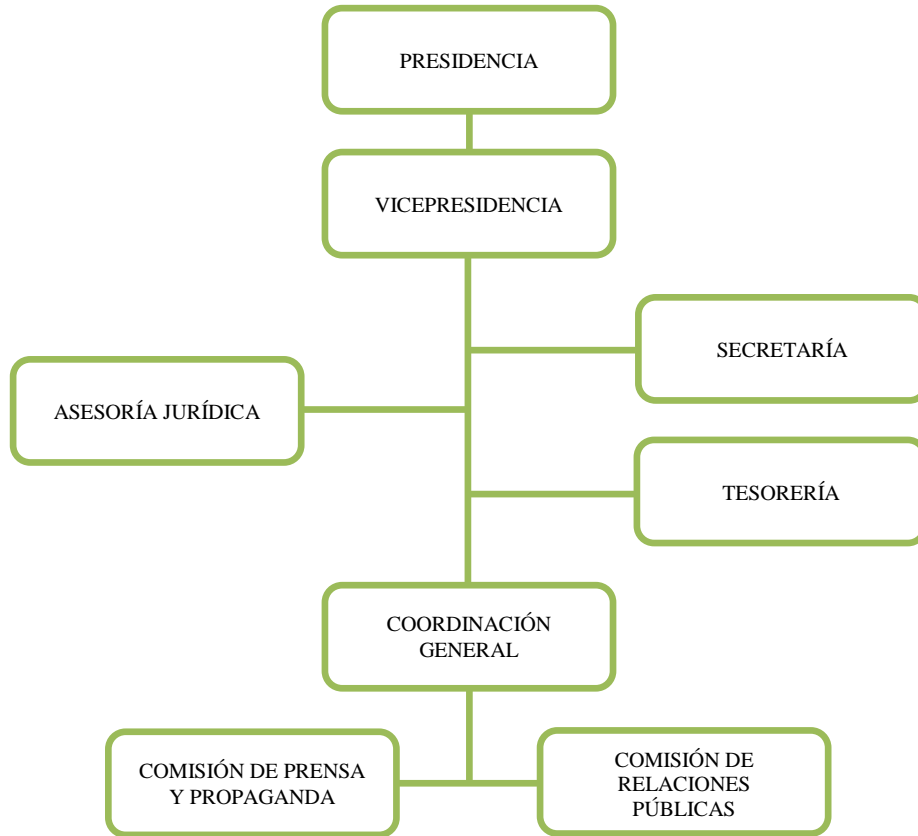 PRESIDENCIA
VICEPRESIDENCIA
SECRETARÍA
ASESORÍA JURÍDICA
TESORERÍA
COORDINACIÓN
GENERAL
COMISIÓN DE PRENSA
Y PROPAGANDA
COMISIÓN DE
RELACIONES
PÚBLICAS